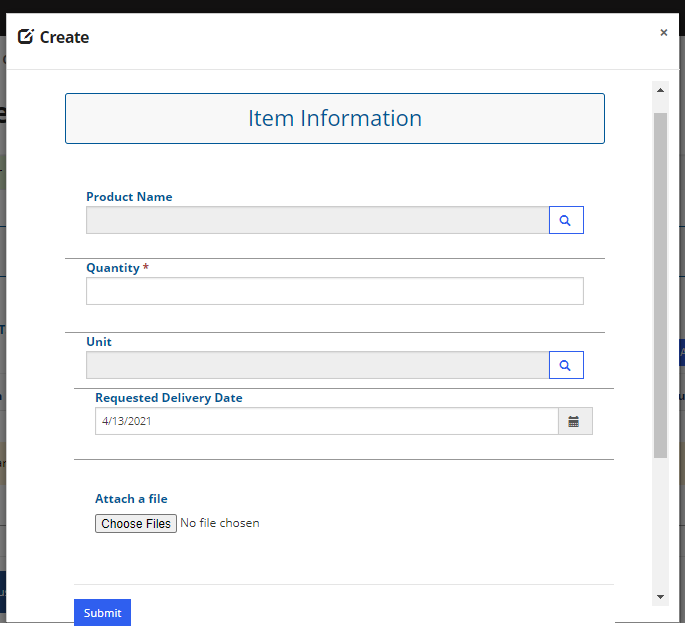 Create
×
Item Information
Product Name
Quantity *
Unit
Requested Delivery Date
4/13/2021
Attach a file
Choose Files No file chosen
Submit